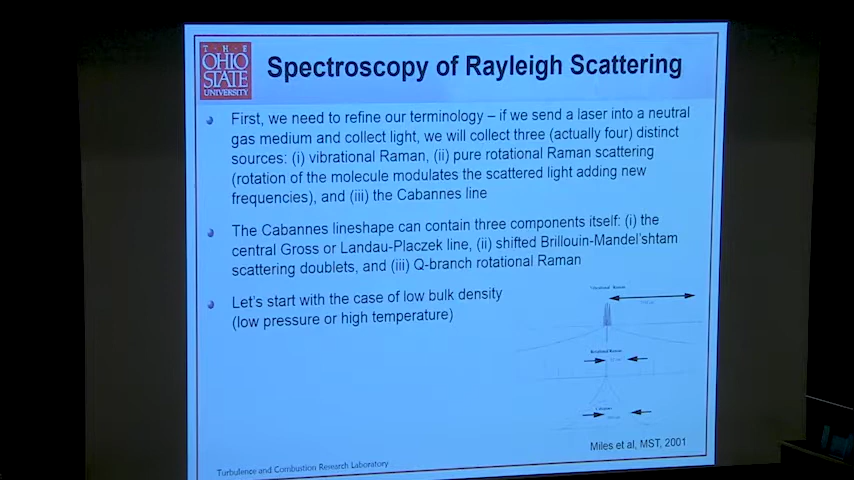 T · H · E
OHIO
STATE
UNIVERSITY
Spectroscopy of Rayleigh Scattering
First, we need to refine our terminology – if we send a laser into a neutral
gas medium and collect light, we will collect three (actually four) distinct
sources: (i) vibrational Raman, (ii) pure rotational Raman scattering
(rotation of the molecule modulates the scattered light adding new
frequencies), and (iii) the Cabannes line
The Cabannes lineshape can contain three components itself: (i) the
central Gross or Landau-Placzek line, (ii) shifted Brillouin-Mandel'shtam
scattering doublets, and (iii) Q-branch rotational Raman
Let's start with the case of low bulk density
(low pressure or high temperature)
Vibrational Raman
Rotational Raman
Cabannes
Miles et al, MST, 2001
Turbulence and Combustion Research Laboratory